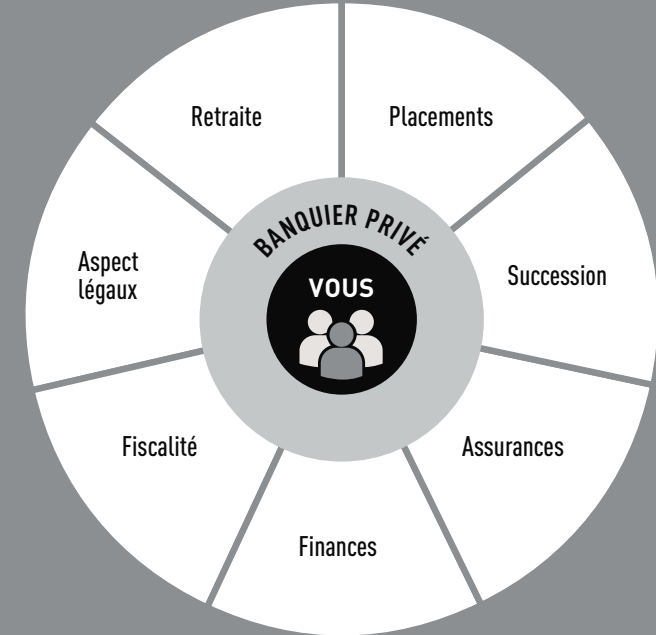 Retraite
Placements
BANQUIER PRIVÉ
VOUS
Aspect
légaux
Succession
Fiscalité
Assurances
Finances